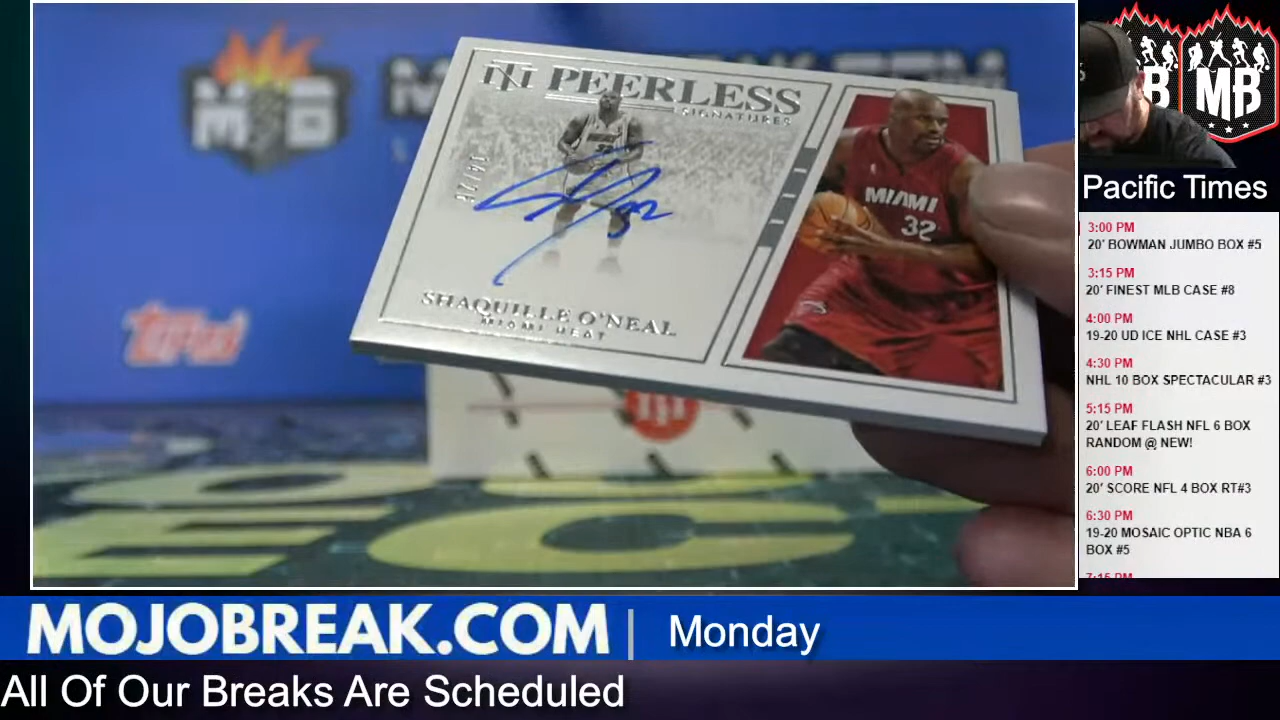 PEERLESS
SIGNATURES
32
SHAQUILLE O'NEAL
MIAMI HEAT
MIAMI
32
Topps
MB
Pacific Times
3:00 PM
20' BOWMAN JUMBO BOX #5
3:15 PM
20' FINEST MLB CASE #8
4:00 PM
19-20 UD ICE NHL CASE #3
4:30 PM
NHL 10 BOX SPECTACULAR #3
5:15 PM
20' LEAF FLASH NFL 6 BOX
RANDOM @ NEW!
6:00 PM
20' SCORE NFL 4 BOX RT#3
6:30 PM
19-20 MOSAIC OPTIC NBA 6
BOX #5
MOJOBREAK.COM | Monday
All Of Our Breaks Are Scheduled